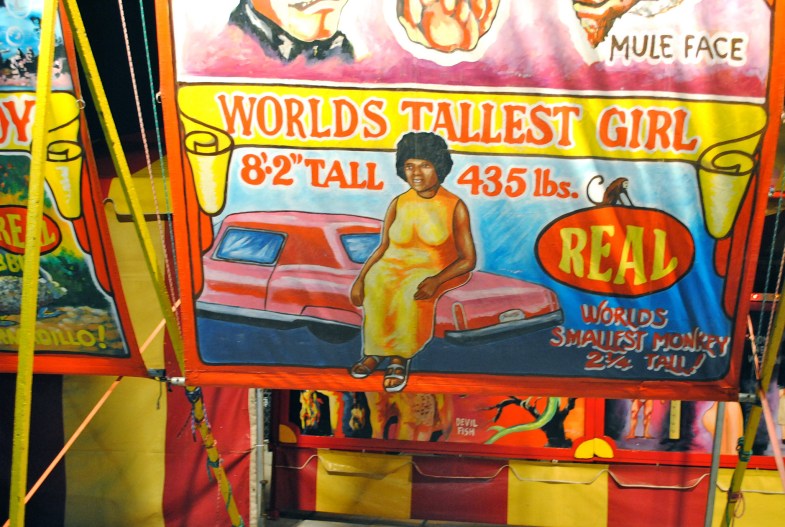 MULE FACE
WORLDS TALLEST GIRL
8'·2" TALL
435 lbs.
REAL
WORLDS
SMALLEST MONKEY
2¾ TALL!
REAL
DEVIL
FISH